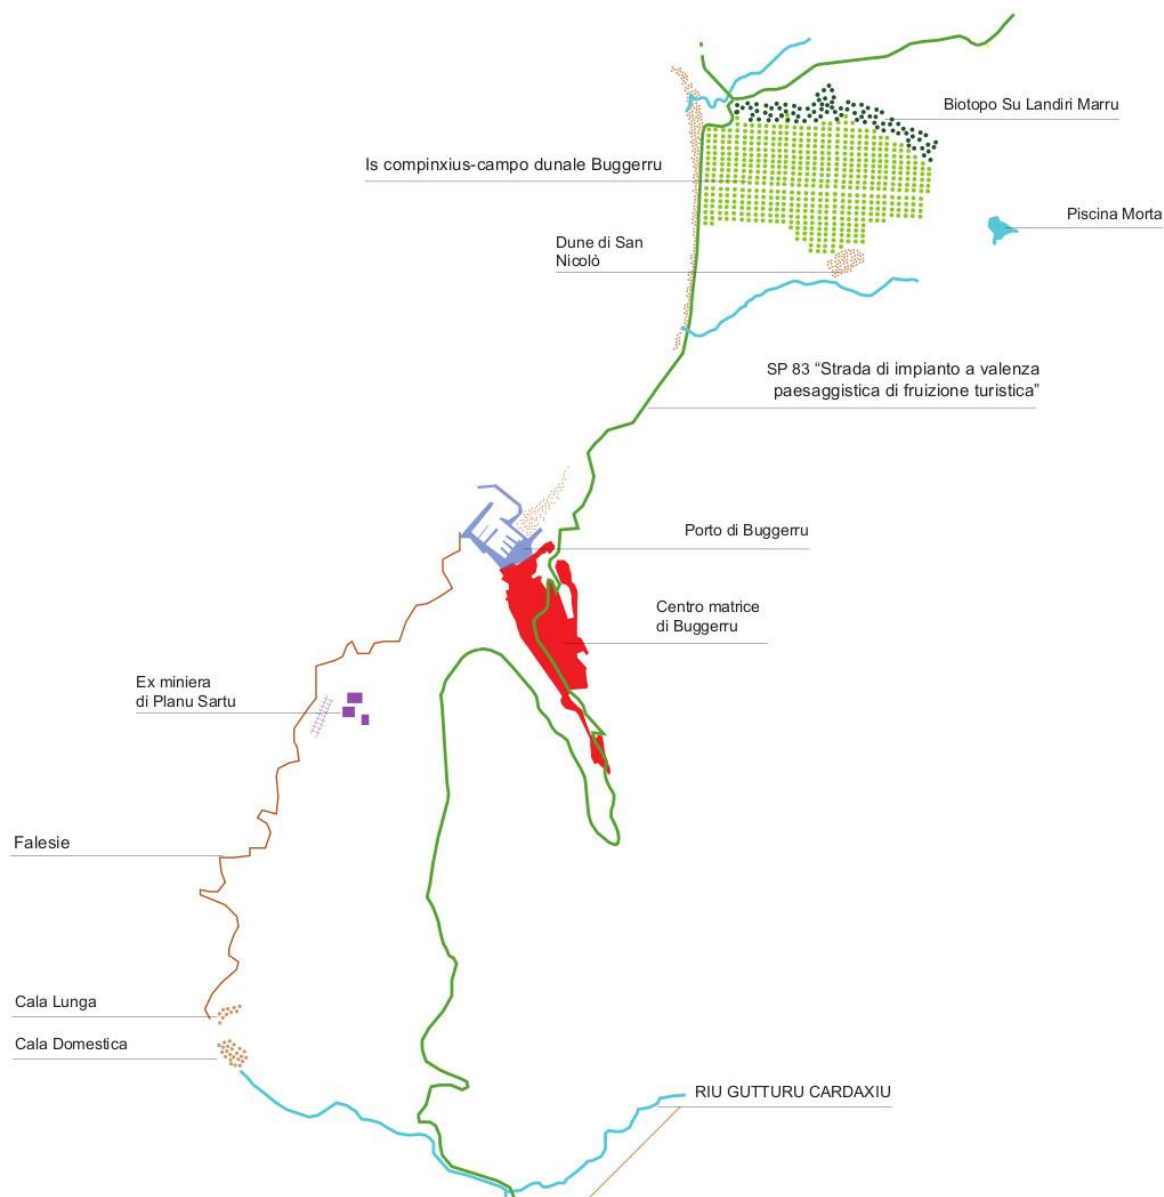 Biotopo Su Landiri Marru
Is compinxius-campo dunale Buggerru
Piscina Morta
Dune di San
Nicolò
SP 83 “Strada di impianto a valenza
paesaggistica di fruizione turistica”
Porto di Buggerru
Centro matrice
di Buggerru
Ex miniera
di Planu Sartu
Falesie
Cala Lunga
Cala Domestica
RIU GUTTURU CARDAXIU